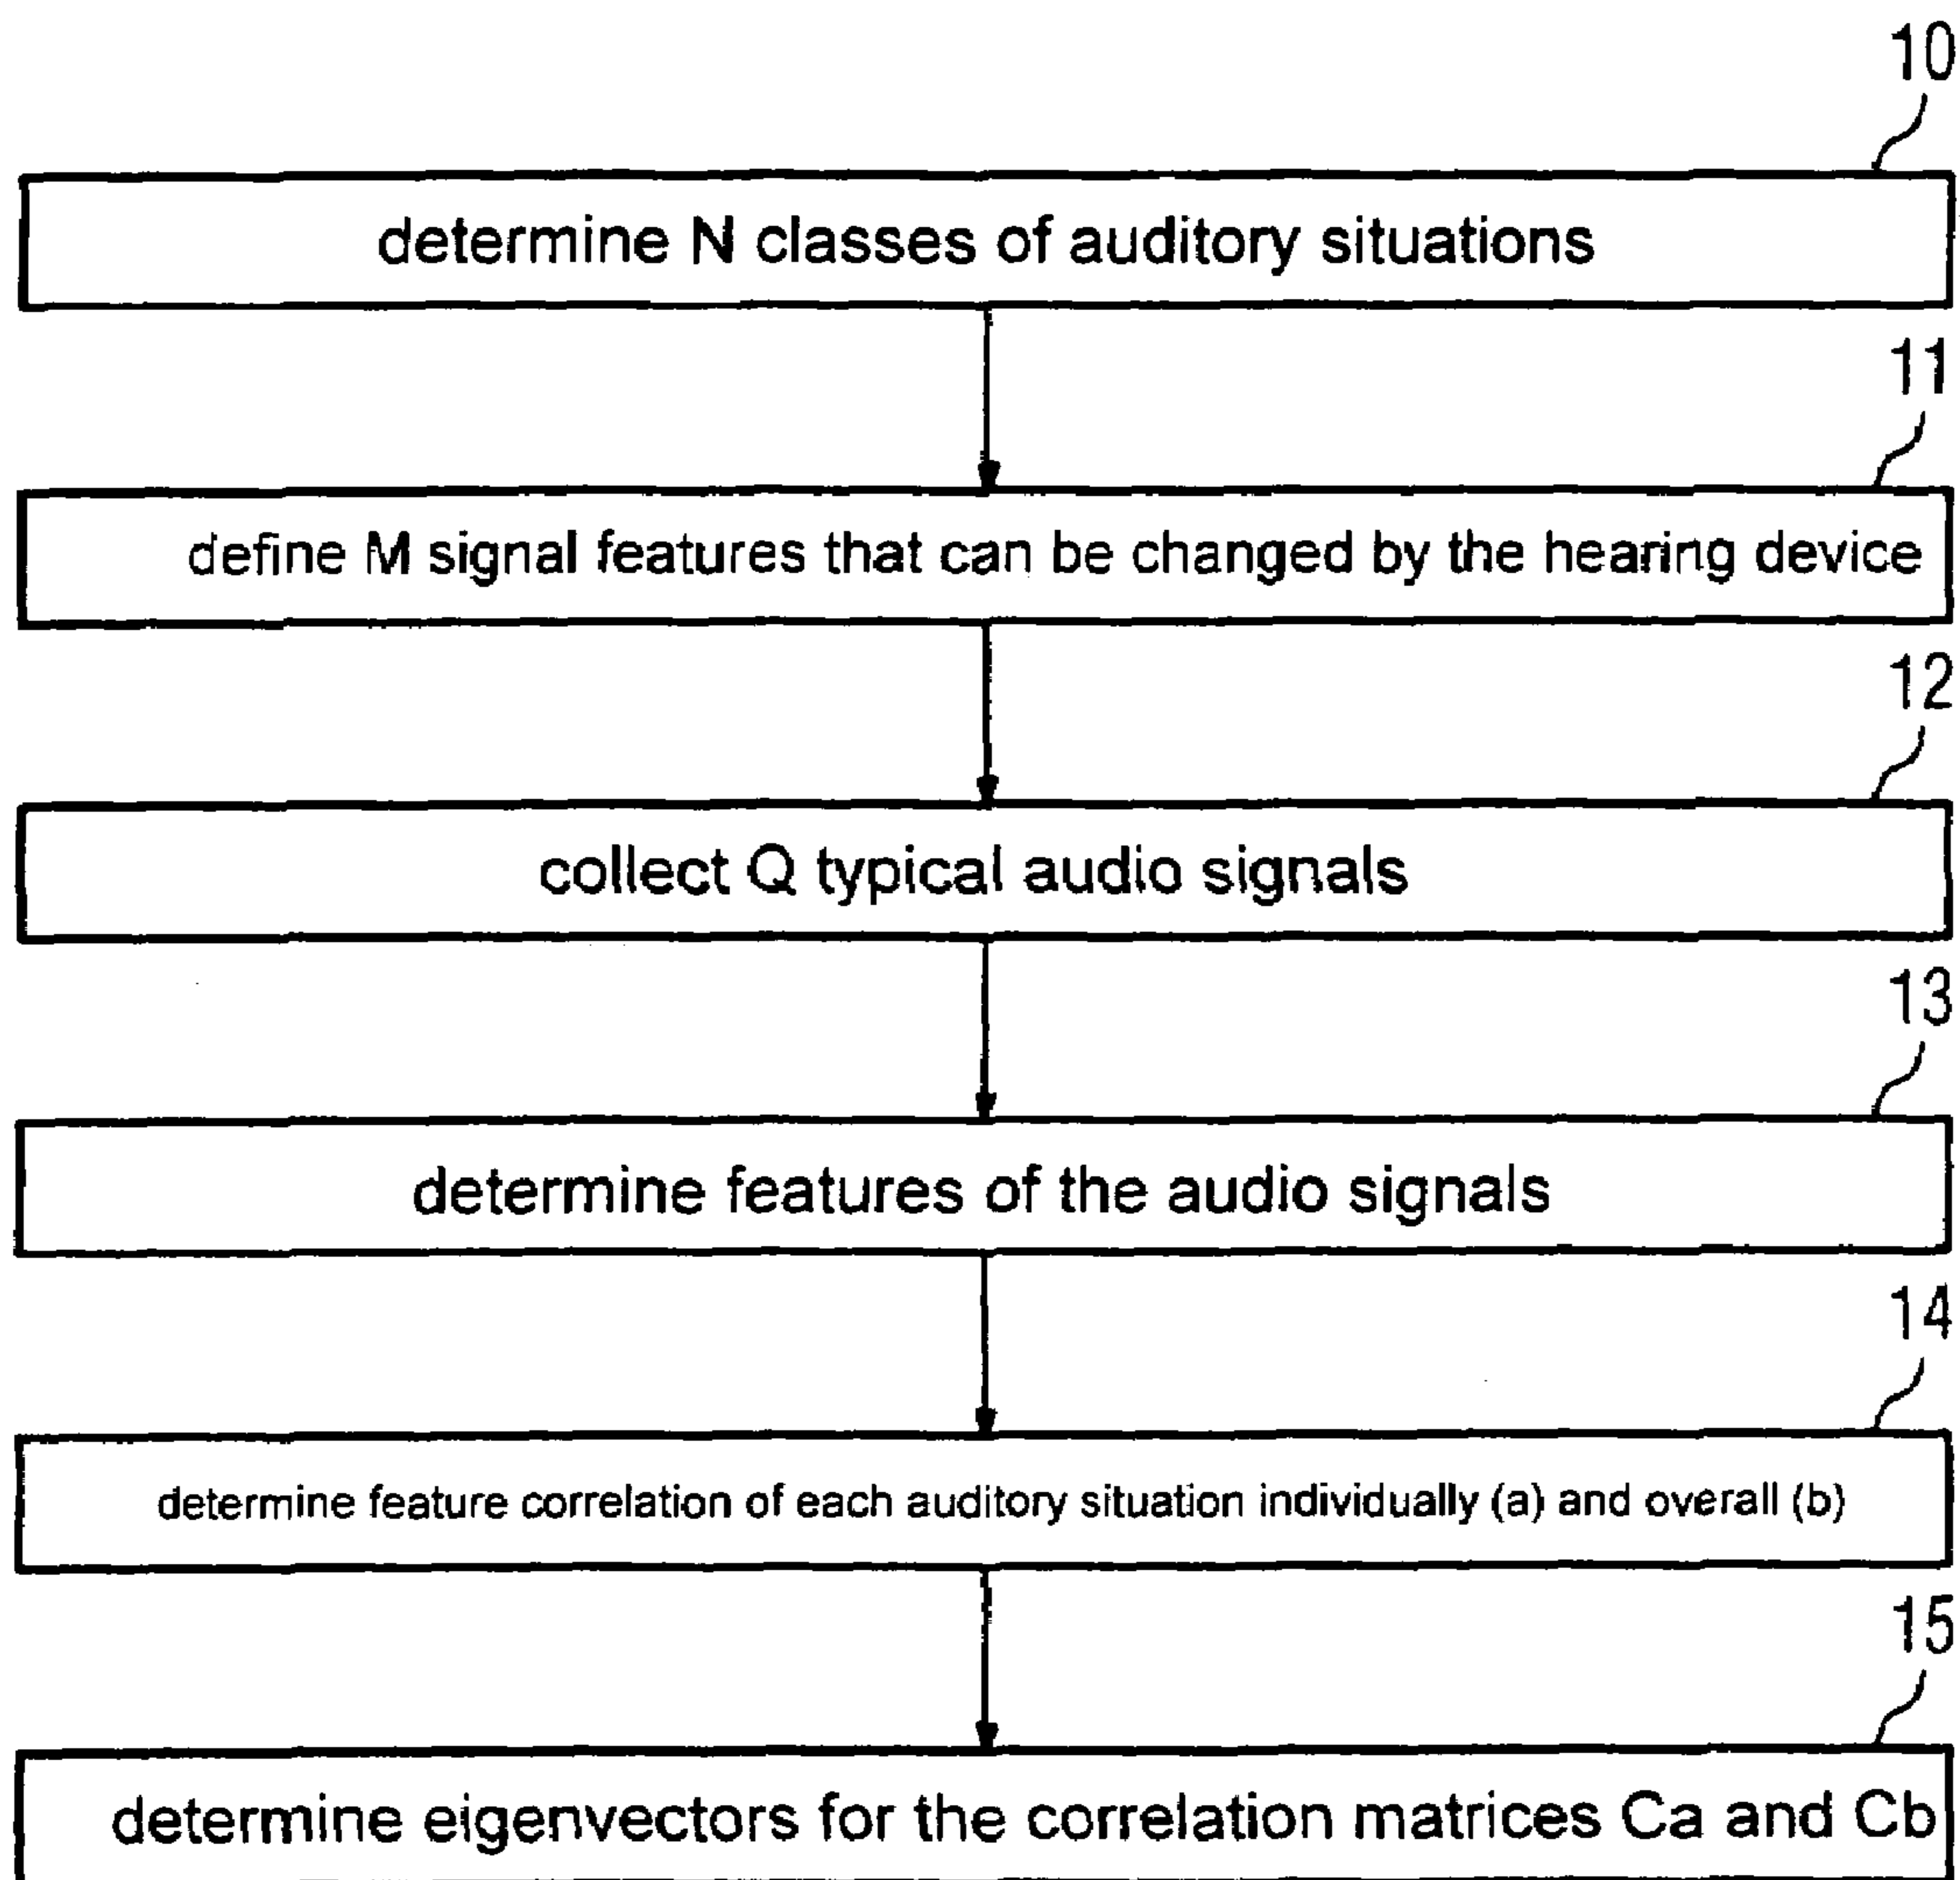 10
determine N classes of auditory situations
11
define M signal features that can be changed by the hearing device
12
collect Q typical audio signals
13
determine features of the audio signals
14
determine feature correlation of each auditory situation individually (a) and overall (b)
15
determine eigenvectors for the correlation matrices Ca and Cb